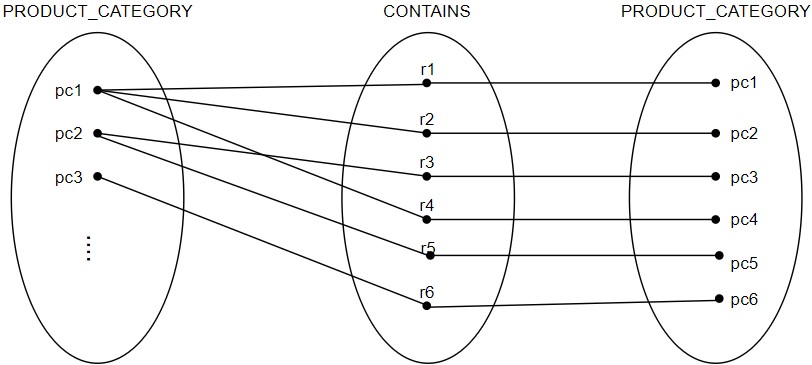 PRODUCT_CATEGORY
CONTAINS
PRODUCT_CATEGORY
pc1
pc2
pc3
r1
r2
r3
r4
r5
r6
pc1
pc2
pc3
pc4
pc5
pc6